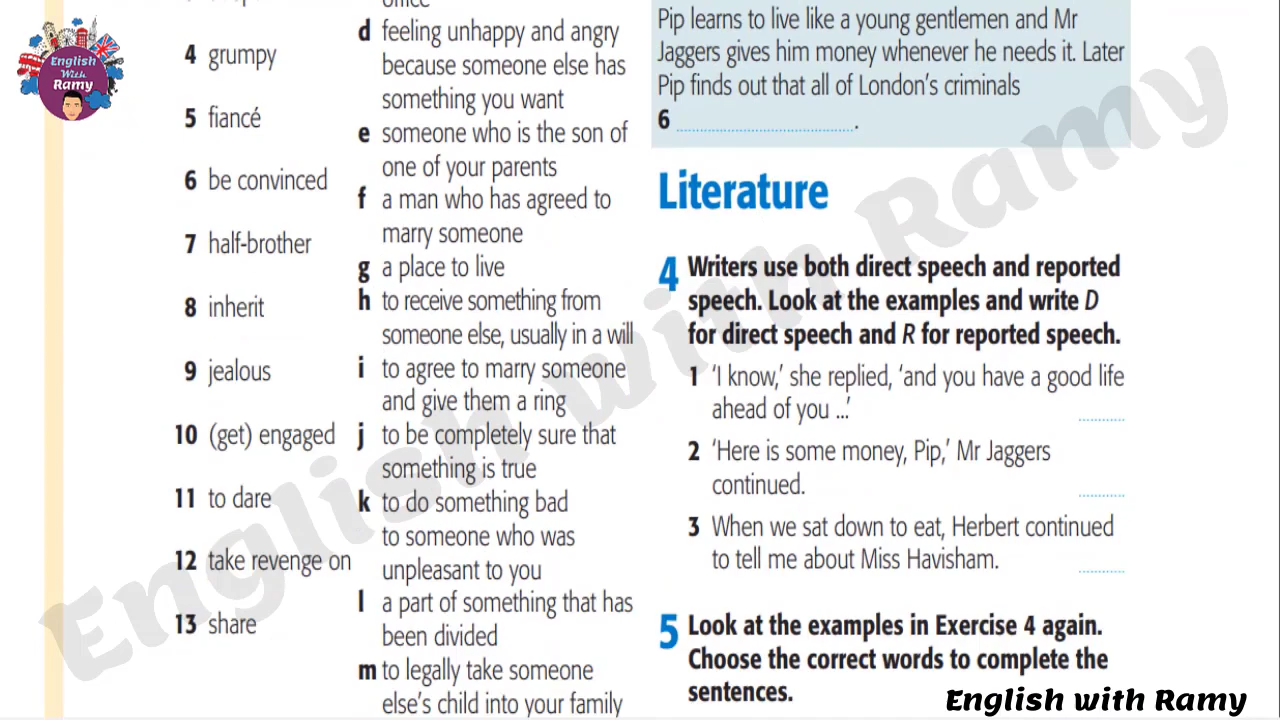 English
With
Ramy
4 grumpy
5 fiancé
6 be convinced
7 half-brother
8 inherit
9 jealous
10 (get) engaged
11 to dare
12 take revenge on
13 share
office
d feeling unhappy and angry
because someone else has
something you want
e someone who is the son of
one of your parents
f a man who has agreed to
marry someone
g a place to live
h to receive something from
someone else, usually in a will
i to agree to marry someone
and give them a ring
j to be completely sure that
something is true
k to do something bad
to someone who was
unpleasant to you
l a part of something that has
been divided
m to legally take someone
else's child into your family
Pip learns to live like a young gentlemen and Mr
Jaggers gives him money whenever he needs it. Later
Pip finds out that all of London's criminals
6 ........................................ .
Literature
4 Writers use both direct speech and reported
speech. Look at the examples and write D
for direct speech and R for reported speech.
1 'I know,' she replied, 'and you have a good life
ahead of you ...' ............
2 'Here is some money, Pip,' Mr Jaggers
continued. ............
3 When we sat down to eat, Herbert continued
to tell me about Miss Havisham. ............
5 Look at the examples in Exercise 4 again.
Choose the correct words to complete the
sentences.
English with Ramy
English with Ramy